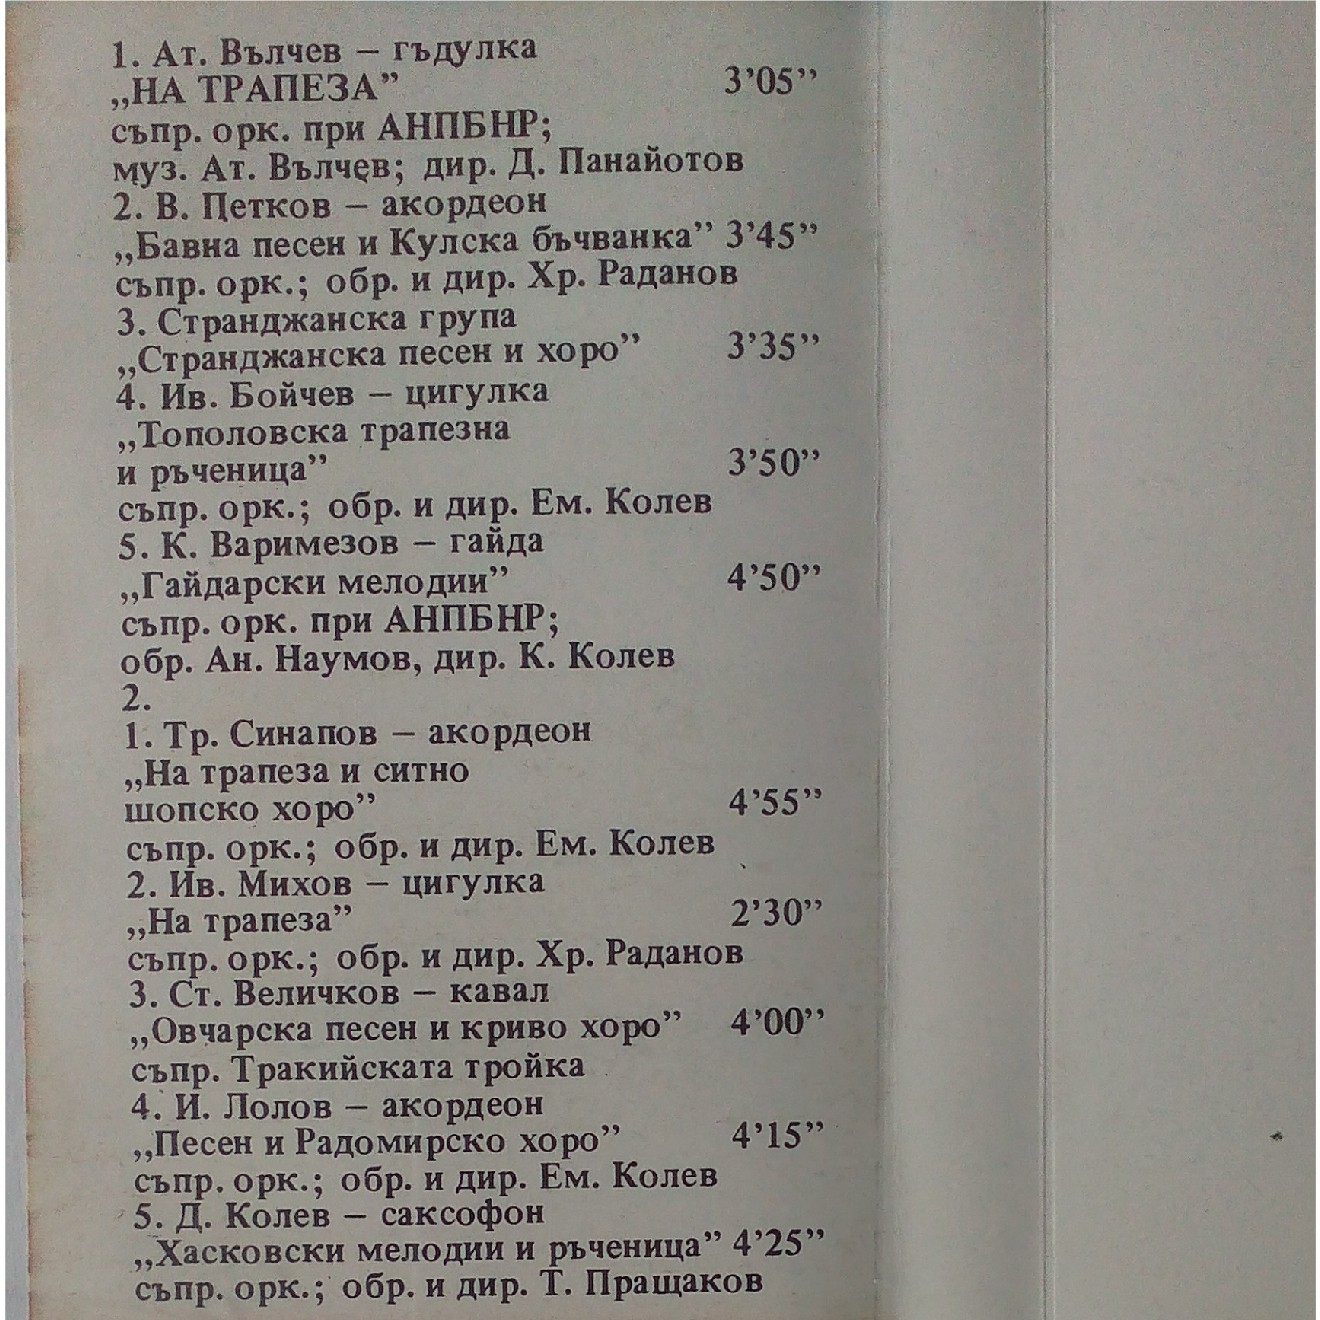 1. Ат. Вълчев – гъдулка
„НА ТРАПЕЗА” 3’05”
съпр. орк. при АНПБНР;
муз. Ат. Вълчев; дир. Д. Панайотов
2. В. Петков – акордеон
„Бавна песен и Кулска бъчванка” 3’45”
съпр. орк.; обр. и дир. Хр. Раданов
3. Странджанска група
„Странджанска песен и хоро” 3’35”
4. Ив. Бойчев – цигулка
„Тополовска трапезна
и ръченица” 3’50”
съпр. орк.; обр. и дир. Ем. Колев
5. К. Варимезов – гайда
„Гайдарски мелодии” 4’50”
съпр. орк. при АНПБНР;
обр. Ан. Наумов, дир. К. Колев
2.
1. Тр. Синапов – акордеон
„На трапеза и ситно
шопско хоро” 4’55”
съпр. орк.; обр. и дир. Ем. Колев
2. Ив. Михов – цигулка
„На трапеза” 2’30”
съпр. орк.; обр. и дир. Хр. Раданов
3. Ст. Величков – кавал
„Овчарска песен и криво хоро” 4’00”
съпр. Тракийската тройка
4. И. Лолов – акордеон
„Песен и Радомирско хоро” 4’15”
съпр. орк.; обр. и дир. Ем. Колев
5. Д. Колев – саксофон
„Хасковски мелодии и ръченица” 4’25”
съпр. орк.; обр. и дир. Т. Пращаков